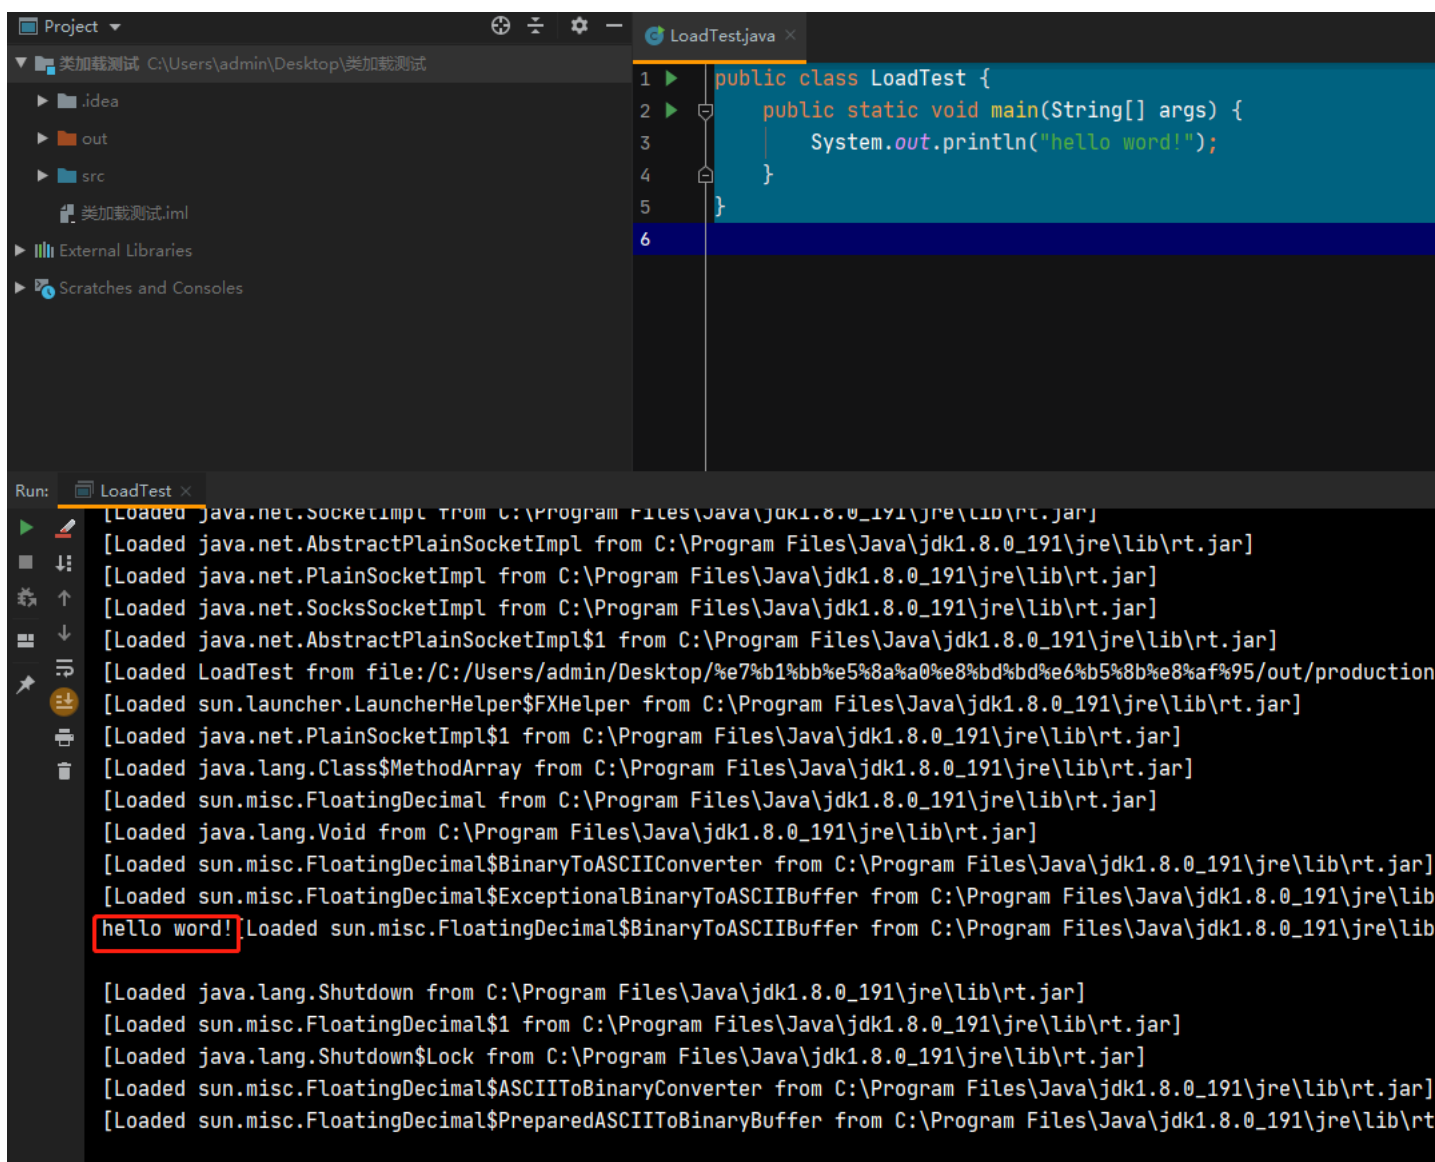 Project
类加载测试 C:\Users\admin\Desktop\类加载测试
.idea
out
src
类加载测试.iml
External Libraries
Scratches and Consoles
LoadTest.java
1 public class LoadTest {
2 public static void main(String[] args) {
3 System.out.println("hello word!");
4 }
5 }
6
Run: LoadTest
[Loaded java.net.SocketImpl from C:\Program Files\Java\jdk1.8.0_191\jre\lib\rt.jar]
[Loaded java.net.AbstractPlainSocketImpl from C:\Program Files\Java\jdk1.8.0_191\jre\lib\rt.jar]
[Loaded java.net.PlainSocketImpl from C:\Program Files\Java\jdk1.8.0_191\jre\lib\rt.jar]
[Loaded java.net.SocksSocketImpl from C:\Program Files\Java\jdk1.8.0_191\jre\lib\rt.jar]
[Loaded java.net.AbstractPlainSocketImpl$1 from C:\Program Files\Java\jdk1.8.0_191\jre\lib\rt.jar]
[Loaded LoadTest from file:/C:/Users/admin/Desktop/%e7%b1%bb%e5%8a%a0%e8%bd%bd%e6%b5%8b%e8%af%95/out/production
[Loaded sun.launcher.LauncherHelper$FXHelper from C:\Program Files\Java\jdk1.8.0_191\jre\lib\rt.jar]
[Loaded java.net.PlainSocketImpl$1 from C:\Program Files\Java\jdk1.8.0_191\jre\lib\rt.jar]
[Loaded java.lang.Class$MethodArray from C:\Program Files\Java\jdk1.8.0_191\jre\lib\rt.jar]
[Loaded sun.misc.FloatingDecimal from C:\Program Files\Java\jdk1.8.0_191\jre\lib\rt.jar]
[Loaded java.lang.Void from C:\Program Files\Java\jdk1.8.0_191\jre\lib\rt.jar]
[Loaded sun.misc.FloatingDecimal$BinaryToASCIIConverter from C:\Program Files\Java\jdk1.8.0_191\jre\lib\rt.jar]
[Loaded sun.misc.FloatingDecimal$ExceptionalBinaryToASCIIBuffer from C:\Program Files\Java\jdk1.8.0_191\jre\lib
hello word![Loaded sun.misc.FloatingDecimal$BinaryToASCIIBuffer from C:\Program Files\Java\jdk1.8.0_191\jre\lib
[Loaded java.lang.Shutdown from C:\Program Files\Java\jdk1.8.0_191\jre\lib\rt.jar]
[Loaded sun.misc.FloatingDecimal$1 from C:\Program Files\Java\jdk1.8.0_191\jre\lib\rt.jar]
[Loaded java.lang.Shutdown$Lock from C:\Program Files\Java\jdk1.8.0_191\jre\lib\rt.jar]
[Loaded sun.misc.FloatingDecimal$ASCIIToBinaryConverter from C:\Program Files\Java\jdk1.8.0_191\jre\lib\rt.jar]
[Loaded sun.misc.FloatingDecimal$PreparedASCIIToBinaryBuffer from C:\Program Files\Java\jdk1.8.0_191\jre\lib\rt